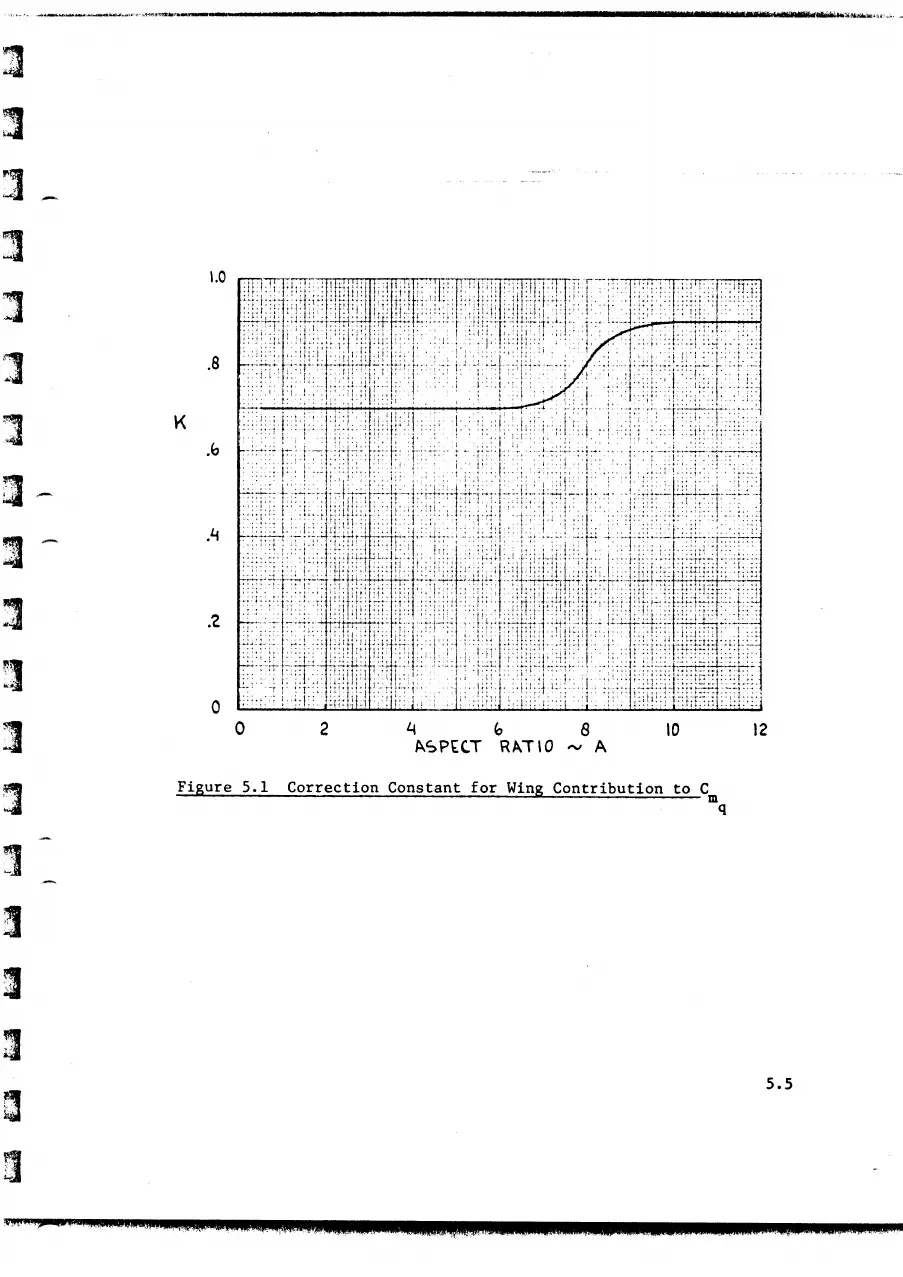 1.0
.8
K
.6
.4
.2
0
0 2 4 6 8 10 12
ASPECT RATIO ~ A
Figure 5.1 Correction Constant for Wing Contribution to C
m
q
5.5